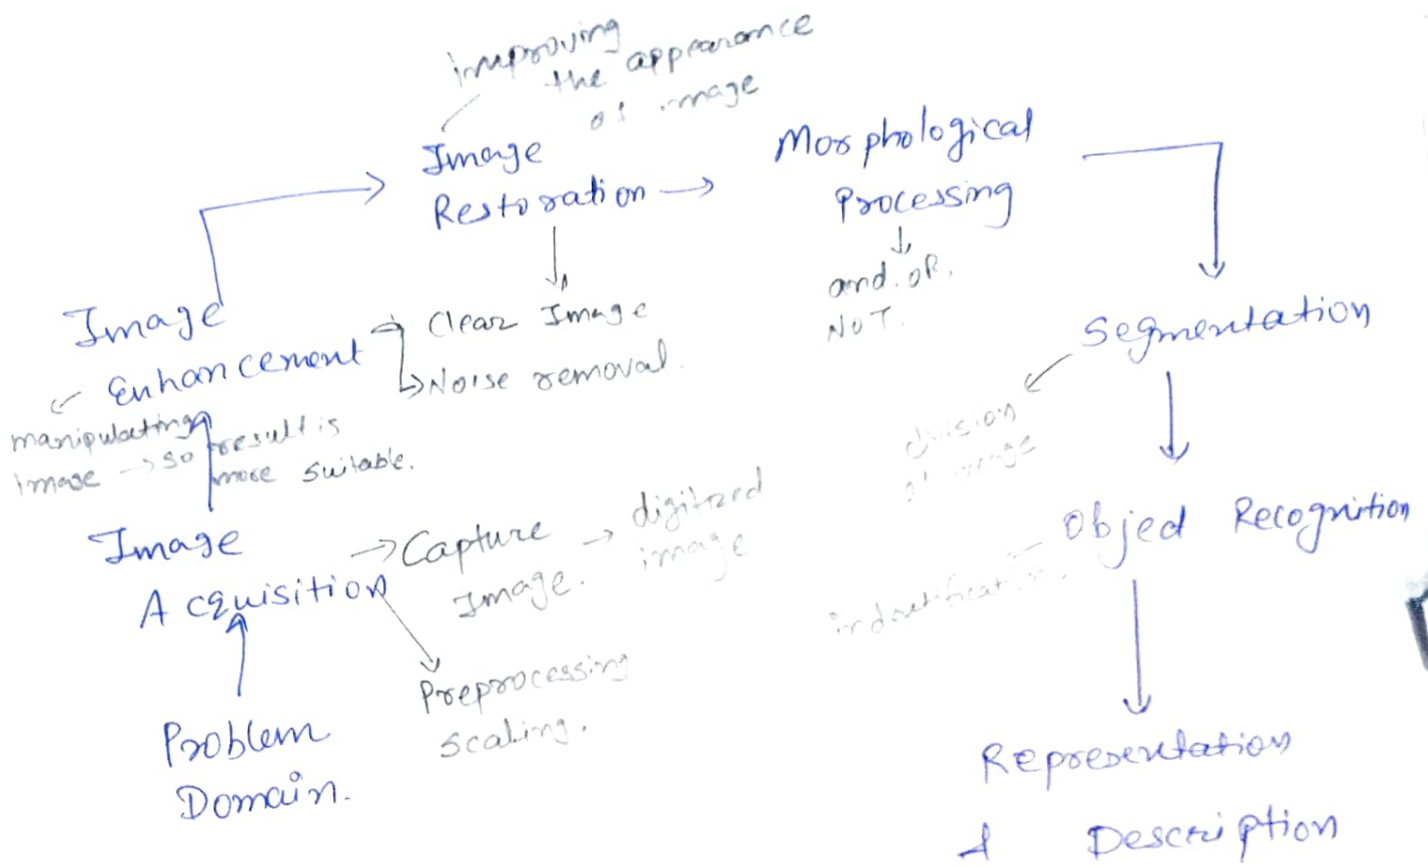 improving
the appearance
of image
Image
Restoration
Morphological
Processing
and. OR.
NOT.
Clear Image
Noise removal.
Image
Enhancement
manipulating
image → so result is
more suitable.
Segmentation
division
of image
Image
Acquisition
Capture
Image.
digitized
image
Preprocessing
scaling.
Object Recognition
Problem
Domain.
Representation
& Description